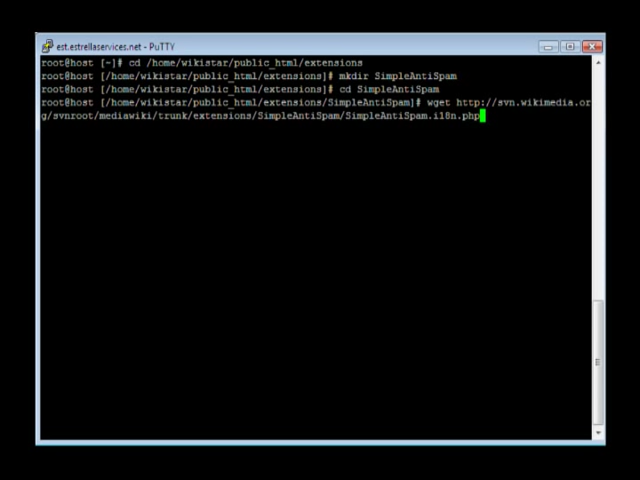 est.estrellaservices.net - PuTTY
root@host [~]# cd /home/wikistar/public_html/extensions
root@host [/home/wikistar/public_html/extensions]# mkdir SimpleAntiSpam
root@host [/home/wikistar/public_html/extensions]# cd SimpleAntiSpam
root@host [/home/wikistar/public_html/extensions/SimpleAntiSpam]# wget http://svn.wikimedia.or
g/svnroot/mediawiki/trunk/extensions/SimpleAntiSpam/SimpleAntiSpam.i18n.php